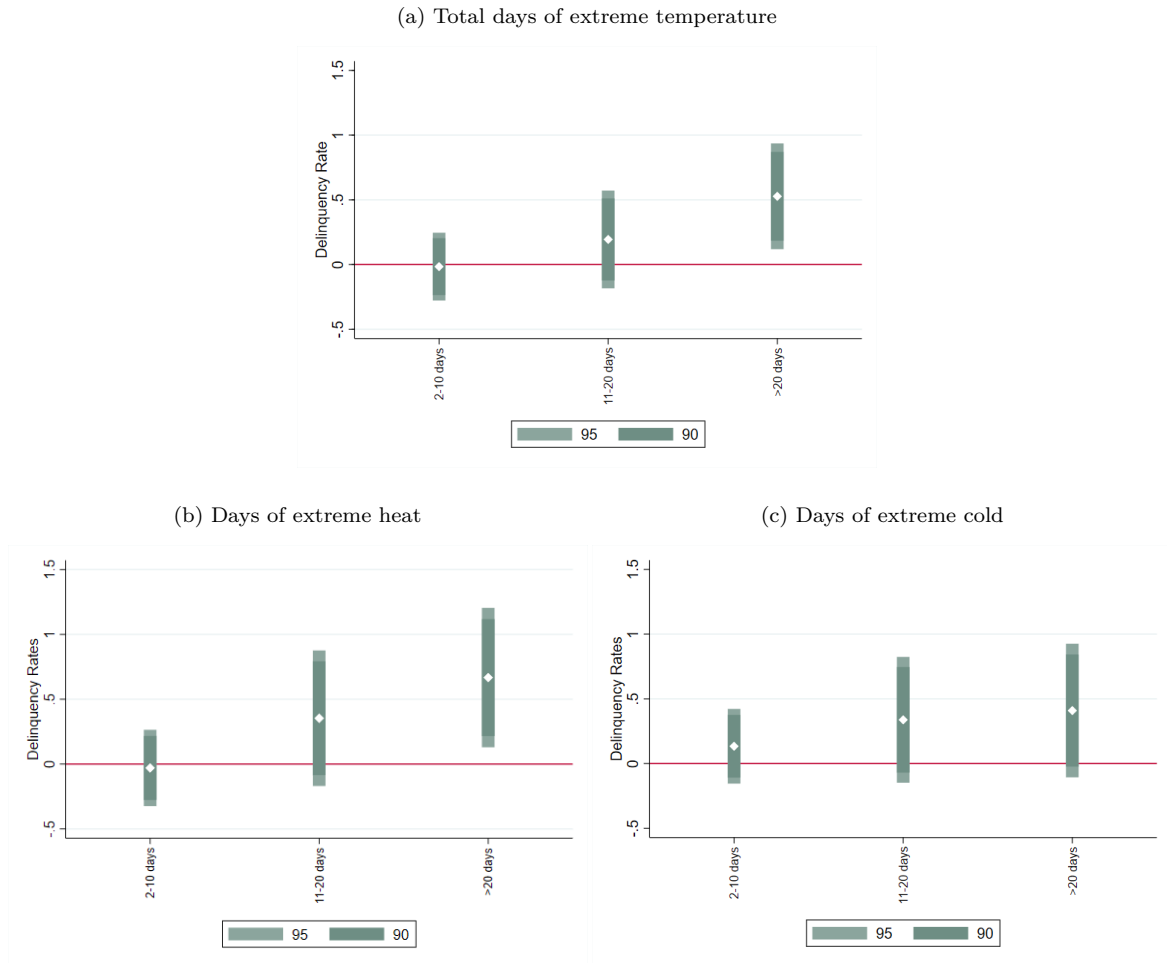 (a) Total days of extreme temperature
1.5
1
.5
0
-.5
Delinquency Rate
2-10 days
11-20 days
>20 days
95 90
(b) Days of extreme heat
1.5
1
.5
0
-.5
Delinquency Rates
2-10 days
11-20 days
>20 days
95 90
(c) Days of extreme cold
1.5
1
.5
0
-.5
Delinquency Rates
2-10 days
11-20 days
>20 days
95 90